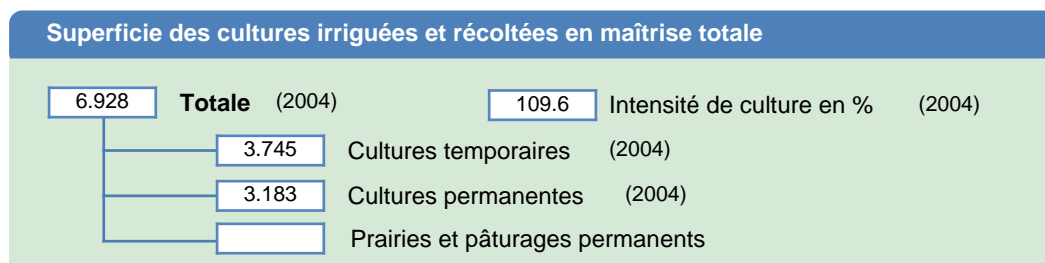 Superficie des cultures irriguées et récoltées en maîtrise totale
6.928 Totale (2004) 109.6 Intensité de culture en % (2004)
3.745 Cultures temporaires (2004)
3.183 Cultures permanentes (2004)
Prairies et pâturages permanents